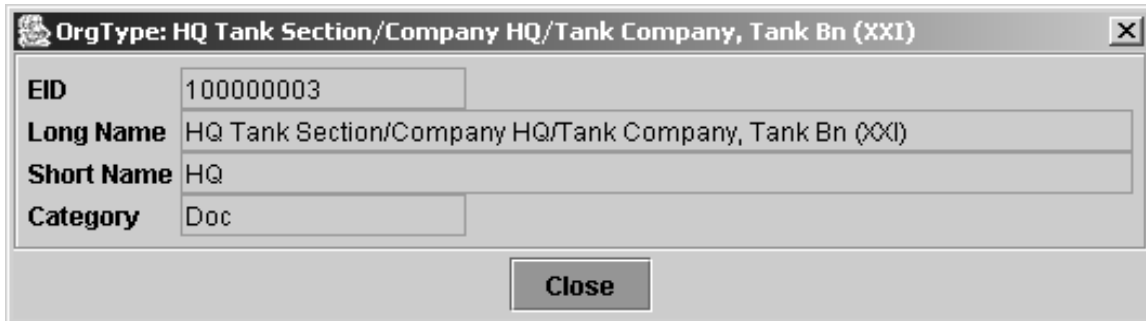 OrgType: HQ Tank Section/Company HQ/Tank Company, Tank Bn (XXI)
EID 100000003
Long Name HQ Tank Section/Company HQ/Tank Company, Tank Bn (XXI)
Short Name HQ
Category Doc
Close